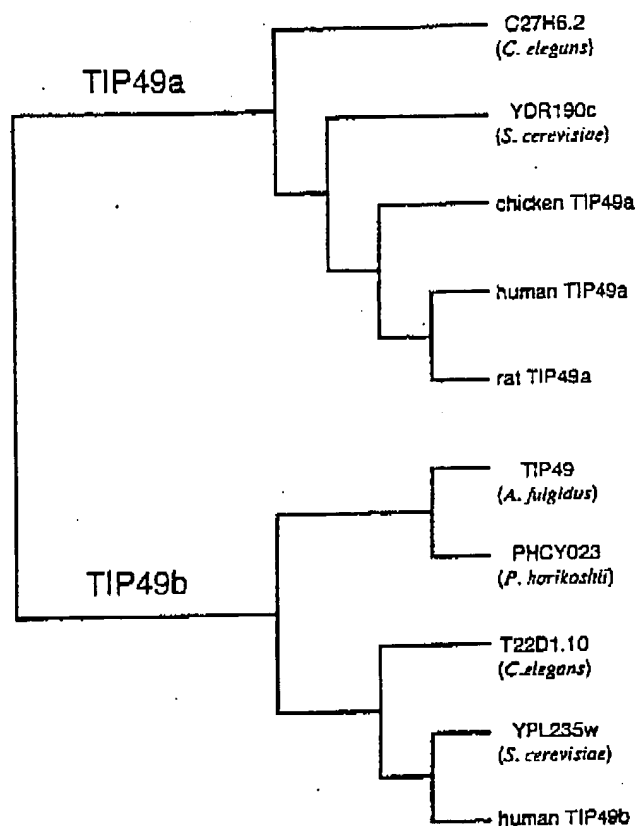 C27H6.2
(C. elegans)
TIP49a
YDR190c
(S. cerevisiae)
chicken TIP49a
human TIP49a
rat TIP49a
TIP49
(A. fulgidus)
PHCY023
(P. horikoshii)
TIP49b
T22D1.10
(C.elegans)
YPL235w
(S. cerevisiae)
human TIP49b